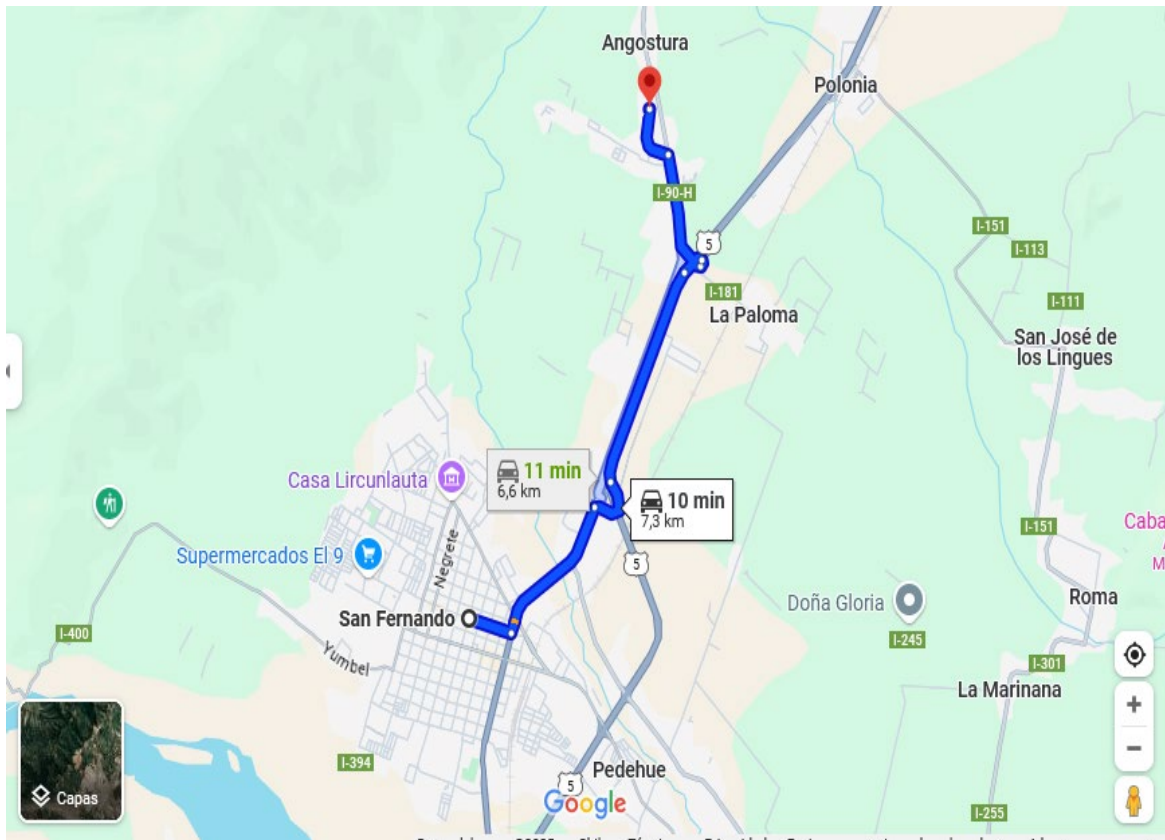 Angostura
Polonia
I-90-H
5
I-151
I-113
I-181
I-111
La Paloma
San José de
los Lingues
11 min
6,6 km
Casa Lircunlauta
10 min
7,3 km
I-151
Supermercados El 9
Negrete
5
Doña Gloria
Roma
San Fernando
I-400
I-245
Yumbel
I-301
La Marinana
I-394
Pedehue
5
Capas
Google
I-255